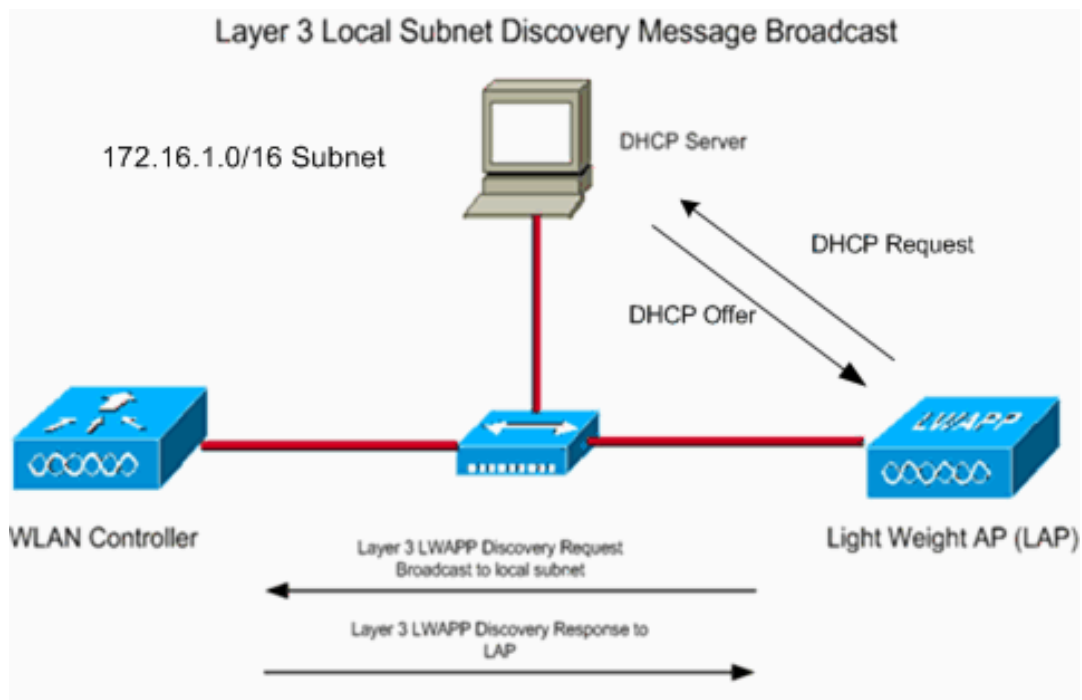 Layer 3 Local Subnet Discovery Message Broadcast
172.16.1.0/16 Subnet
DHCP Server
DHCP Request
DHCP Offer
LWAPP
WLAN Controller
Light Weight AP (LAP)
Layer 3 LWAPP Discovery Request
Broadcast to local subnet
Layer 3 LWAPP Discovery Response to
LAP